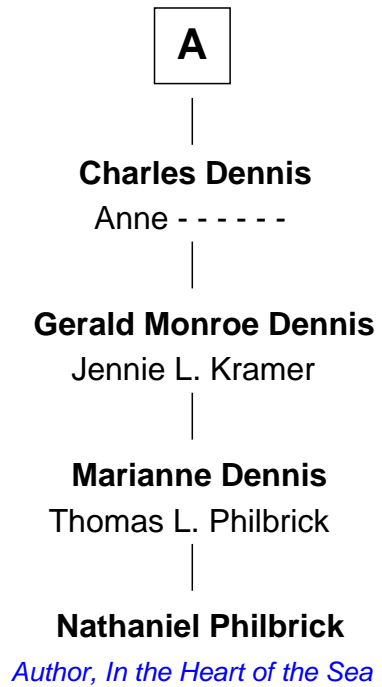 A
Charles Dennis
Anne - - - - - -
Gerald Monroe Dennis
Jennie L. Kramer
Marianne Dennis
Thomas L. Philbrick
Nathaniel Philbrick
Author, In the Heart of the Sea